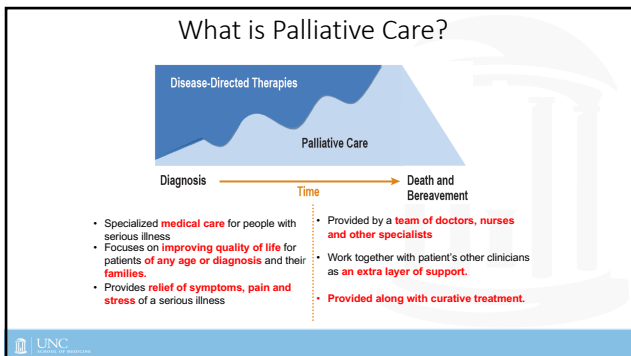 What is Palliative Care?
Disease-Directed Therapies
Palliative Care
Diagnosis
Time
Death and
Bereavement
• Specialized medical care for people with
serious illness
• Focuses on improving quality of life for
patients of any age or diagnosis and their
families.
• Provides relief of symptoms, pain and
stress of a serious illness
• Provided by a team of doctors, nurses
and other specialists
• Work together with patient's other clinicians
as an extra layer of support.
• Provided along with curative treatment.
UNC
SCHOOL OF MEDICINE